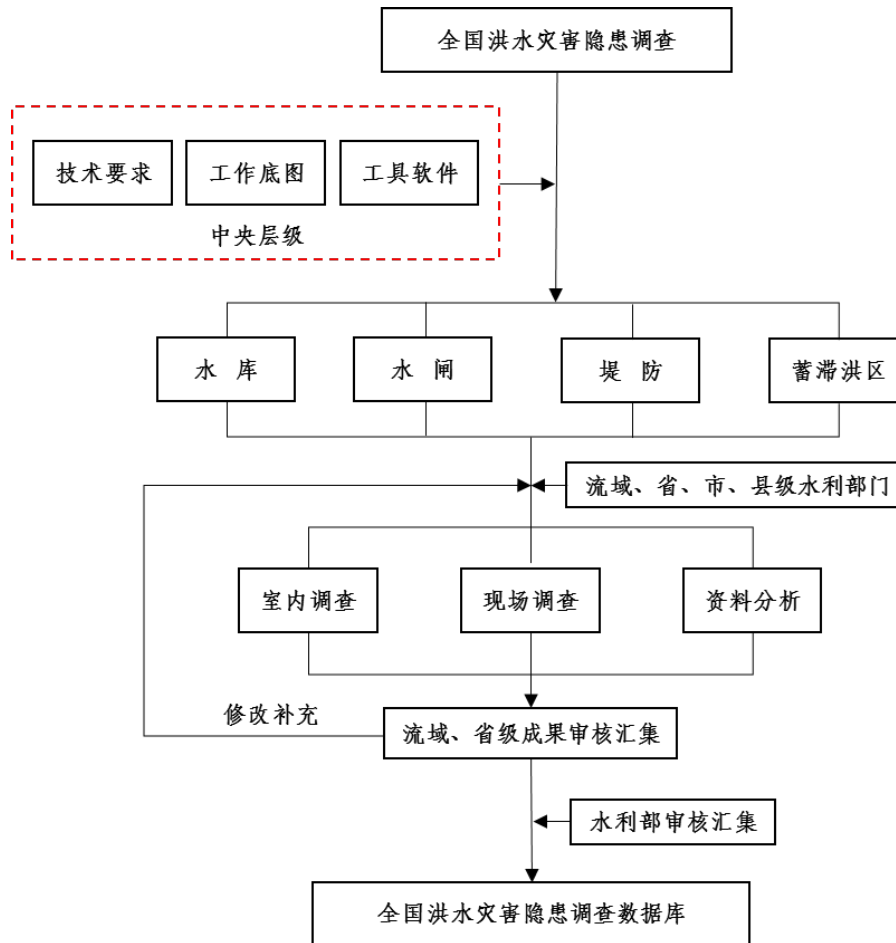 全国洪水灾害隐患调查
技术要求
工作底图
工具软件
中央层级
水 库
水 闸
堤 防
蓄滞洪区
流域、省、市、县级水利部门
室内调查
现场调查
资料分析
修改补充
流域、省级成果审核汇集
水利部审核汇集
全国洪水灾害隐患调查数据库